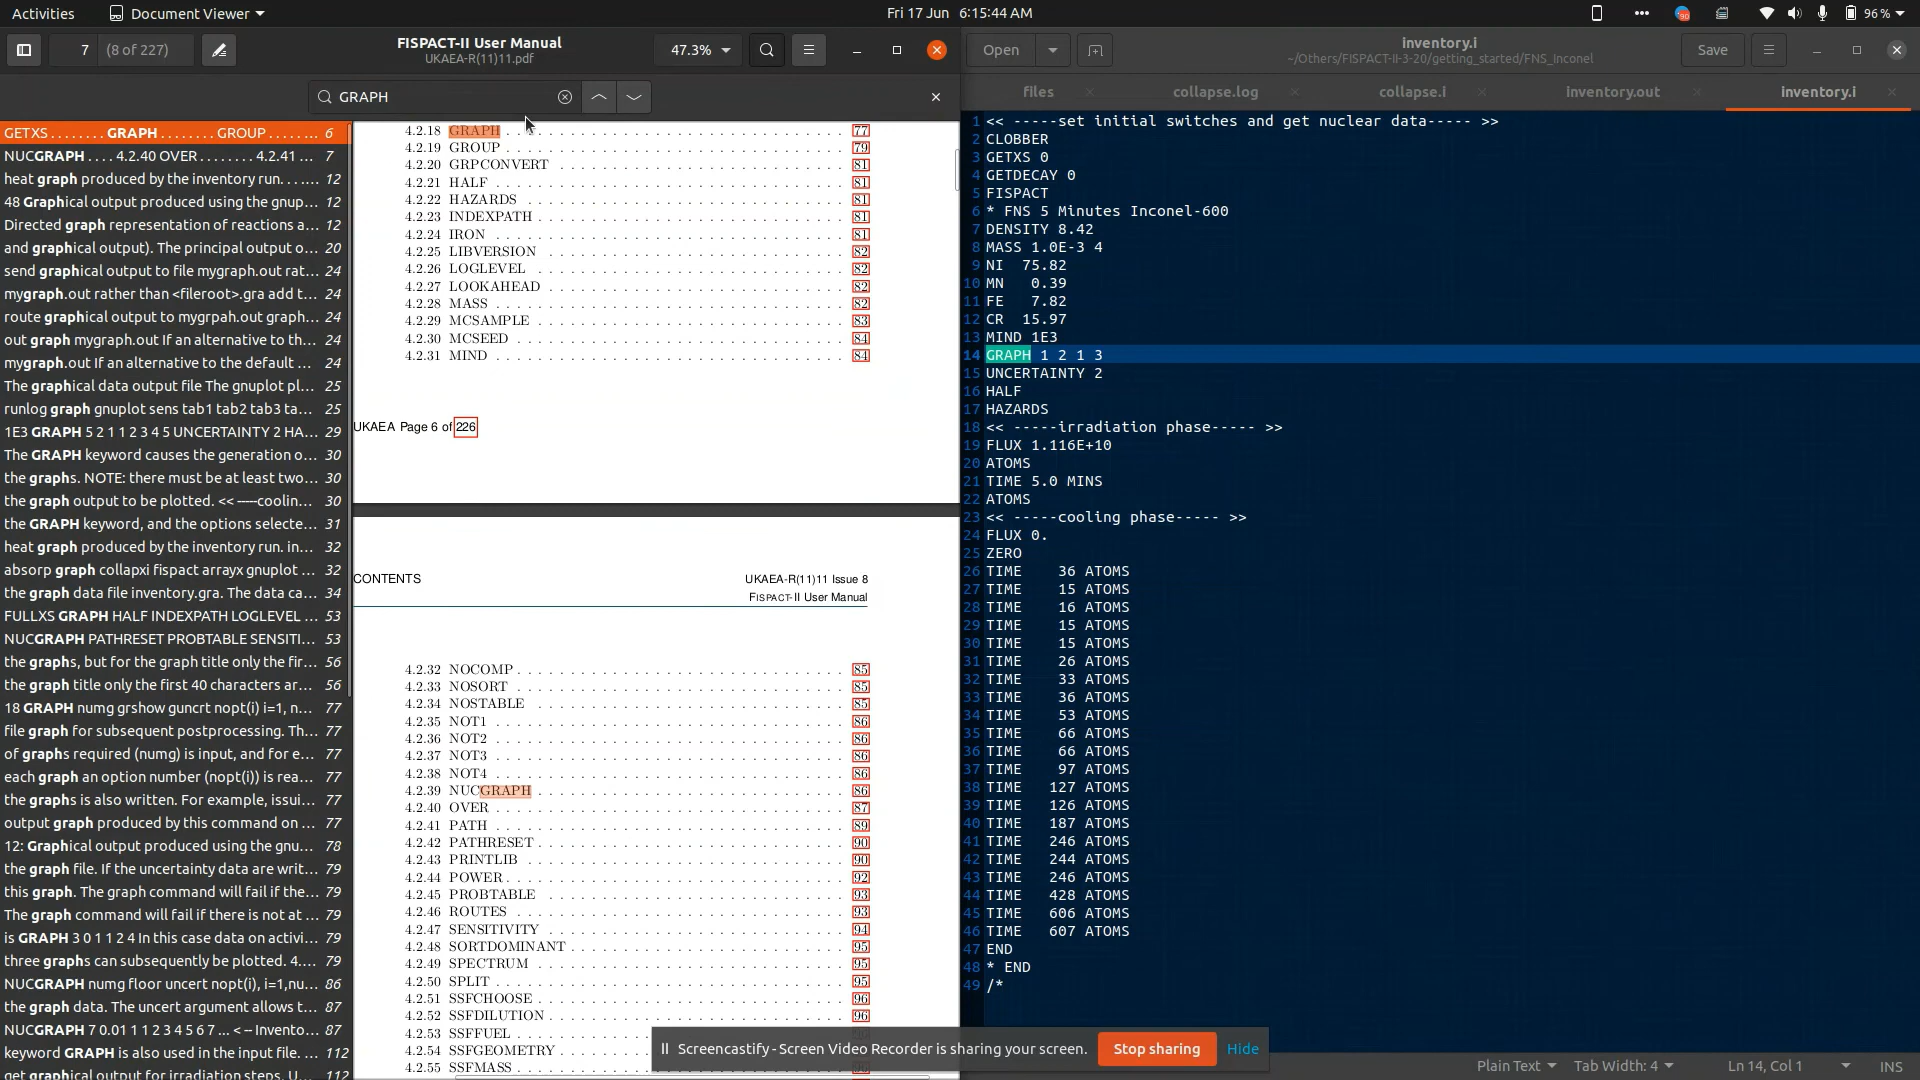 Activities
Document Viewer
Fri 17 Jun 6:15:44 AM
96 %
7
(8 of 227)
FISPACT-II User Manual
UKAEA-R(11)11.pdf
47.3%
Open
inventory.i
~/Others/FISPACT-II-3-20/getting_started/FNS_Inconel
Save
GRAPH
files
collapse.log
collapse.i
inventory.out
inventory.i
GETXS . . . . . . . . GRAPH . . . . . . . . GROUP . . . . . . ... 6
NUCGRAPH . . . . 4.2.40 OVER . . . . . . . . 4.2.41 ... 7
heat graph produced by the inventory run. . . .... 12
48 Graphical output produced using the gnup... 12
Directed graph representation of reactions a... 12
and graphical output). The principal output o... 20
send graphical output to file mygraph.out rat... 24
mygraph.out rather than <fileroot>.gra add t... 24
route graphical output to mygrpah.out graph... 24
out graph mygraph.out If an alternative to th... 24
mygraph.out If an alternative to the default ... 24
The graphical data output file The gnuplot pl... 25
runlog graph gnuplot sens tab1 tab2 tab3 ta... 25
1E3 GRAPH 5 2 1 1 2 3 4 5 UNCERTAINTY 2 HA... 29
The GRAPH keyword causes the generation o... 30
the graphs. NOTE: there must be at least two... 30
the graph output to be plotted. << -----coolin... 30
the GRAPH keyword, and the options selecte... 31
heat graph produced by the inventory run. in... 32
absorp graph collapxi fispact arrayx gnuplot ... 32
the graph data file inventory.gra. The data ca... 34
FULLXS GRAPH HALF INDEXPATH LOGLEVEL ... 53
NUCGRAPH PATHRESET PROBTABLE SENSITI... 53
the graphs, but for the graph title only the fir... 56
the graph title only the first 40 characters ar... 56
18 GRAPH numg grshow guncrt nopt(i) i=1, n... 77
file graph for subsequent postprocessing. Th... 77
of graphs required (numg) is input, and for e... 77
each graph an option number (nopt(i)) is rea... 77
the graphs is also written. For example, issui... 77
output graph produced by this command on ... 77
12: Graphical output produced using the gnu... 78
the graph file. If the uncertainty data are writ... 79
this graph. The graph command will fail if the... 79
The graph command will fail if there is not at ... 79
is GRAPH 3 0 1 1 2 4 In this case data on activi... 79
three graphs can subsequently be plotted. 4.... 79
NUCGRAPH numg floor uncert nopt(i), i=1,nu... 86
the graph data. The uncert argument allows t... 87
NUCGRAPH 7 0.01 1 1 2 3 4 5 6 7 ... < -- Invento... 87
keyword GRAPH is also used in the input file. ... 112
get graphical output for irradiation steps. U... 112
4.2.18 GRAPH . . . . . 77
4.2.19 GROUP . . . . . 79
4.2.20 GRPCONVERT . . . . . 81
4.2.21 HALF . . . . . 81
4.2.22 HAZARDS . . . . . 81
4.2.23 INDEXPATH . . . . . 81
4.2.24 IRON . . . . . 81
4.2.25 LIBVERSION . . . . . 82
4.2.26 LOGLEVEL . . . . . 82
4.2.27 LOOKAHEAD . . . . . 82
4.2.28 MASS . . . . . 82
4.2.29 MCSAMPLE . . . . . 83
4.2.30 MCSEED . . . . . 84
4.2.31 MIND . . . . . 84
UKAEA Page 6 of 226
CONTENTS
UKAEA-R(11)11 Issue 8
FISPACT-II User Manual
4.2.32 NOCOMP . . . . . 85
4.2.33 NOSORT . . . . . 85
4.2.34 NOSTABLE . . . . . 85
4.2.35 NOT1 . . . . . 86
4.2.36 NOT2 . . . . . 86
4.2.37 NOT3 . . . . . 86
4.2.38 NOT4 . . . . . 86
4.2.39 NUCGRAPH . . . . . 86
4.2.40 OVER . . . . . 87
4.2.41 PATH . . . . . 89
4.2.42 PATHRESET . . . . . 90
4.2.43 PRINTLIB . . . . . 90
4.2.44 POWER . . . . . 92
4.2.45 PROBTABLE . . . . . 93
4.2.46 ROUTES . . . . . 93
4.2.47 SENSITIVITY . . . . . 94
4.2.48 SORTDOMINANT . . . . . 95
4.2.49 SPECTRUM . . . . . 95
4.2.50 SPLIT . . . . . 95
4.2.51 SSFCHOOSE . . . . . 96
4.2.52 SSFDILUTION . . . . . 96
4.2.53 SSFFUEL . . . . .
4.2.54 SSFGEOMETRY . . . . .
4.2.55 SSFMASS . . . . .
1 << -----set initial switches and get nuclear data----- >>
2 CLOBBER
3 GETXS 0
4 GETDECAY 0
5 FISPACT
6 * FNS 5 Minutes Inconel-600
7 DENSITY 8.42
8 MASS 1.0E-3 4
9 NI 75.82
10 MN 0.39
11 FE 7.82
12 CR 15.97
13 MIND 1E3
14 GRAPH 1 2 1 3
15 UNCERTAINTY 2
16 HALF
17 HAZARDS
18 << -----irradiation phase----- >>
19 FLUX 1.116E+10
20 ATOMS
21 TIME 5.0 MINS
22 ATOMS
23 << -----cooling phase----- >>
24 FLUX 0.
25 ZERO
26 TIME 36 ATOMS
27 TIME 15 ATOMS
28 TIME 16 ATOMS
29 TIME 15 ATOMS
30 TIME 15 ATOMS
31 TIME 26 ATOMS
32 TIME 33 ATOMS
33 TIME 36 ATOMS
34 TIME 53 ATOMS
35 TIME 66 ATOMS
36 TIME 66 ATOMS
37 TIME 97 ATOMS
38 TIME 127 ATOMS
39 TIME 126 ATOMS
40 TIME 187 ATOMS
41 TIME 246 ATOMS
42 TIME 244 ATOMS
43 TIME 246 ATOMS
44 TIME 428 ATOMS
45 TIME 606 ATOMS
46 TIME 607 ATOMS
47 END
48 * END
49 /*
Screencastify - Screen Video Recorder is sharing your screen.
Stop sharing
Hide
Plain Text
Tab Width: 4
Ln 14, Col 1
INS